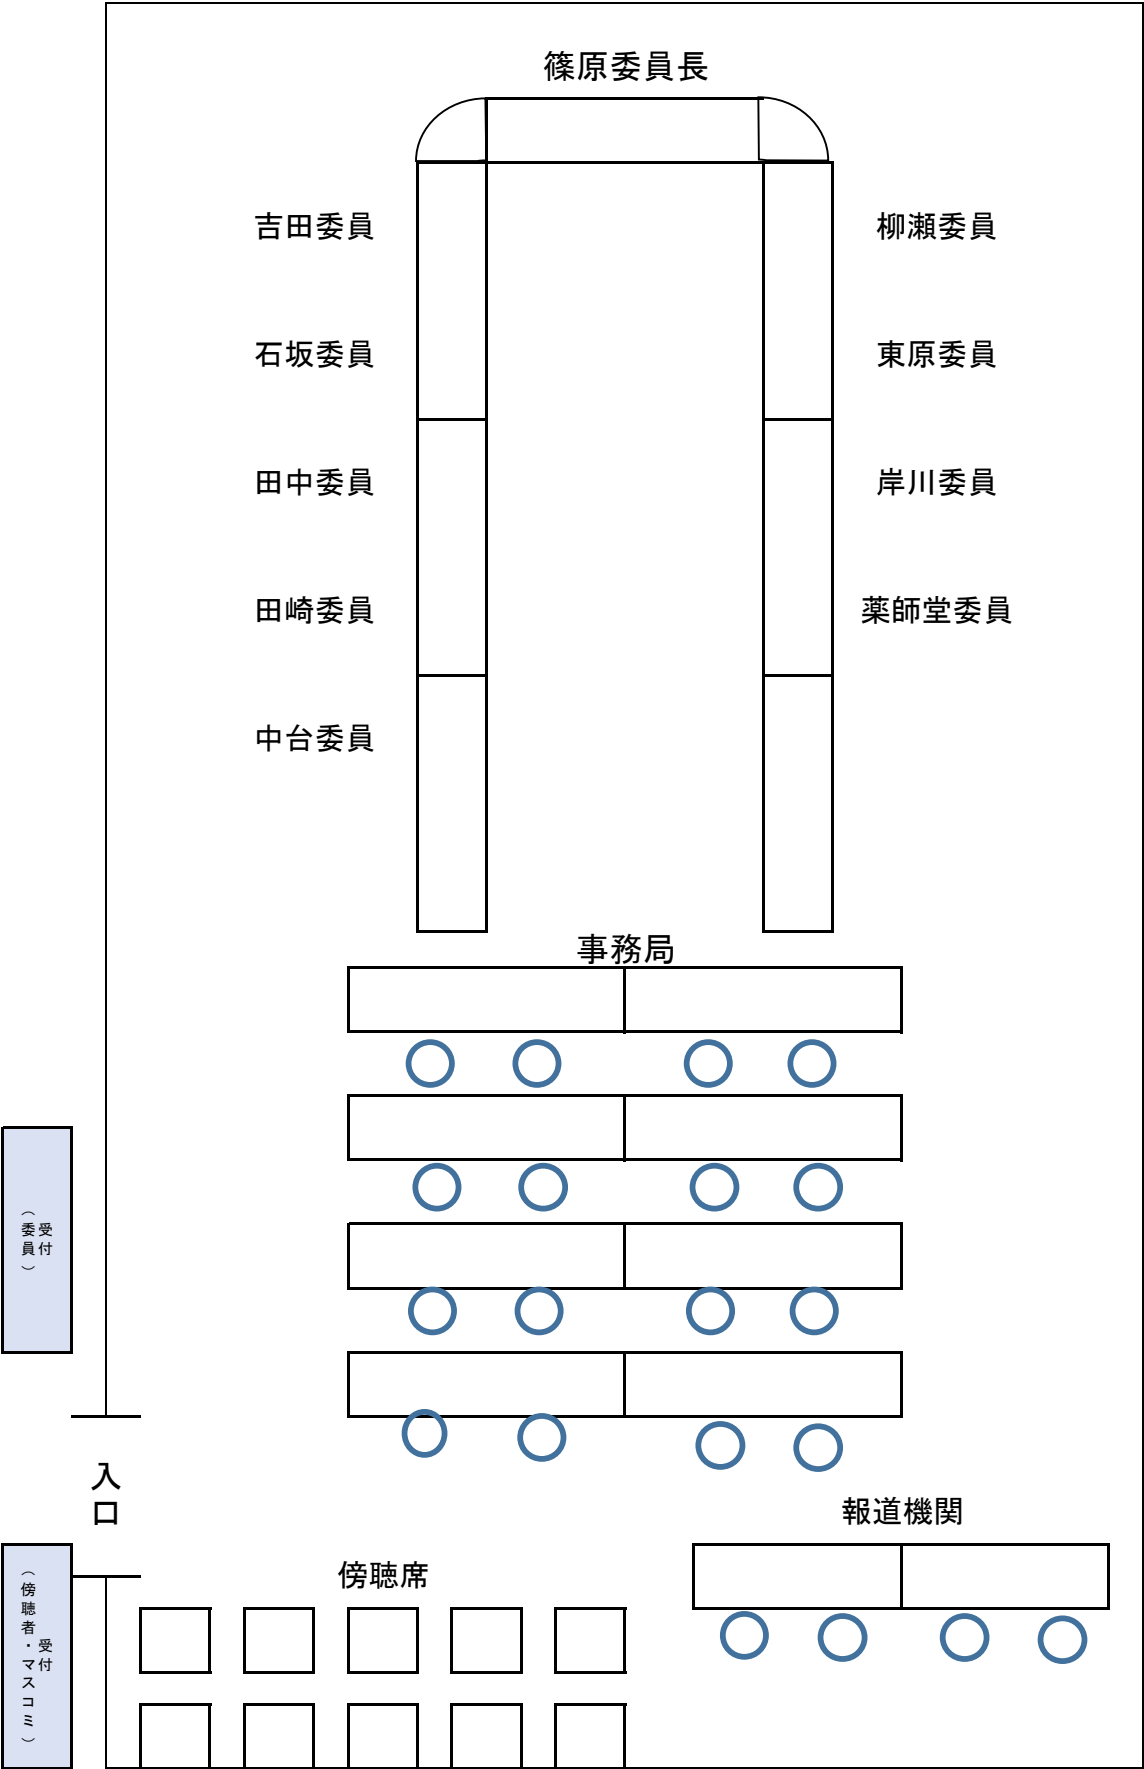 篠原委員長
吉田委員
柳瀬委員
石坂委員
東原委員
田中委員
岸川委員
田崎委員
薬師堂委員
中台委員
事務局
受付
（委員）
入口
報道機関
傍聴席
受付
（傍聴者・マスコミ）